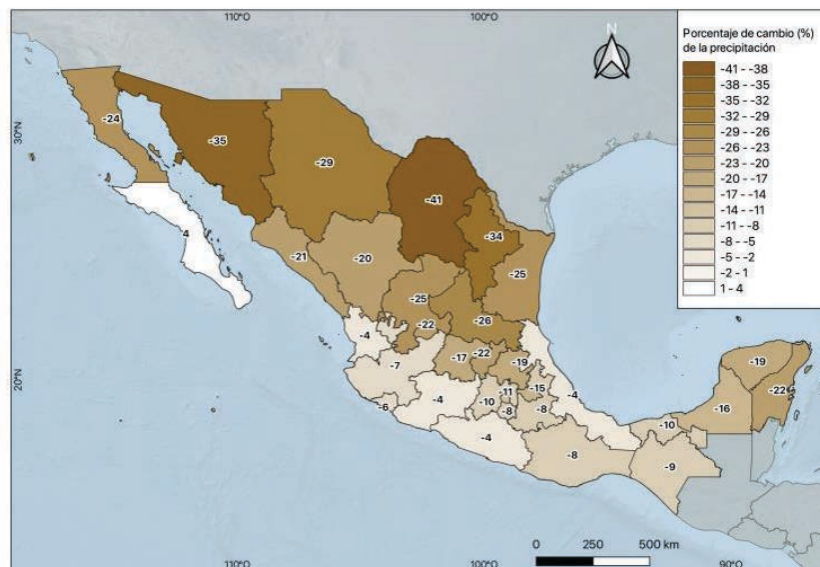 110°O
100°O
N
Porcentaje de cambio (%)
de la precipitación
-41 - -38
-38 - -35
-35 - -32
-32 - -29
-29 - -26
-26 - -23
-23 - -20
-20 - -17
-17 - -14
-14 - -11
-11 - -8
-8 - -5
-5 - -2
-2 - 1
1 - 4
30°N
-24
-35
-29
-41
4
-34
-21
-20
-25
-25
-4
-22
-26
20°N
-7
-17
-22
-19
-19
-22
-6
-4
-10
-11
-8
-15
-8
-4
-10
-16
-4
-8
-9
0
250
500 km
110°O
100°O
90°O